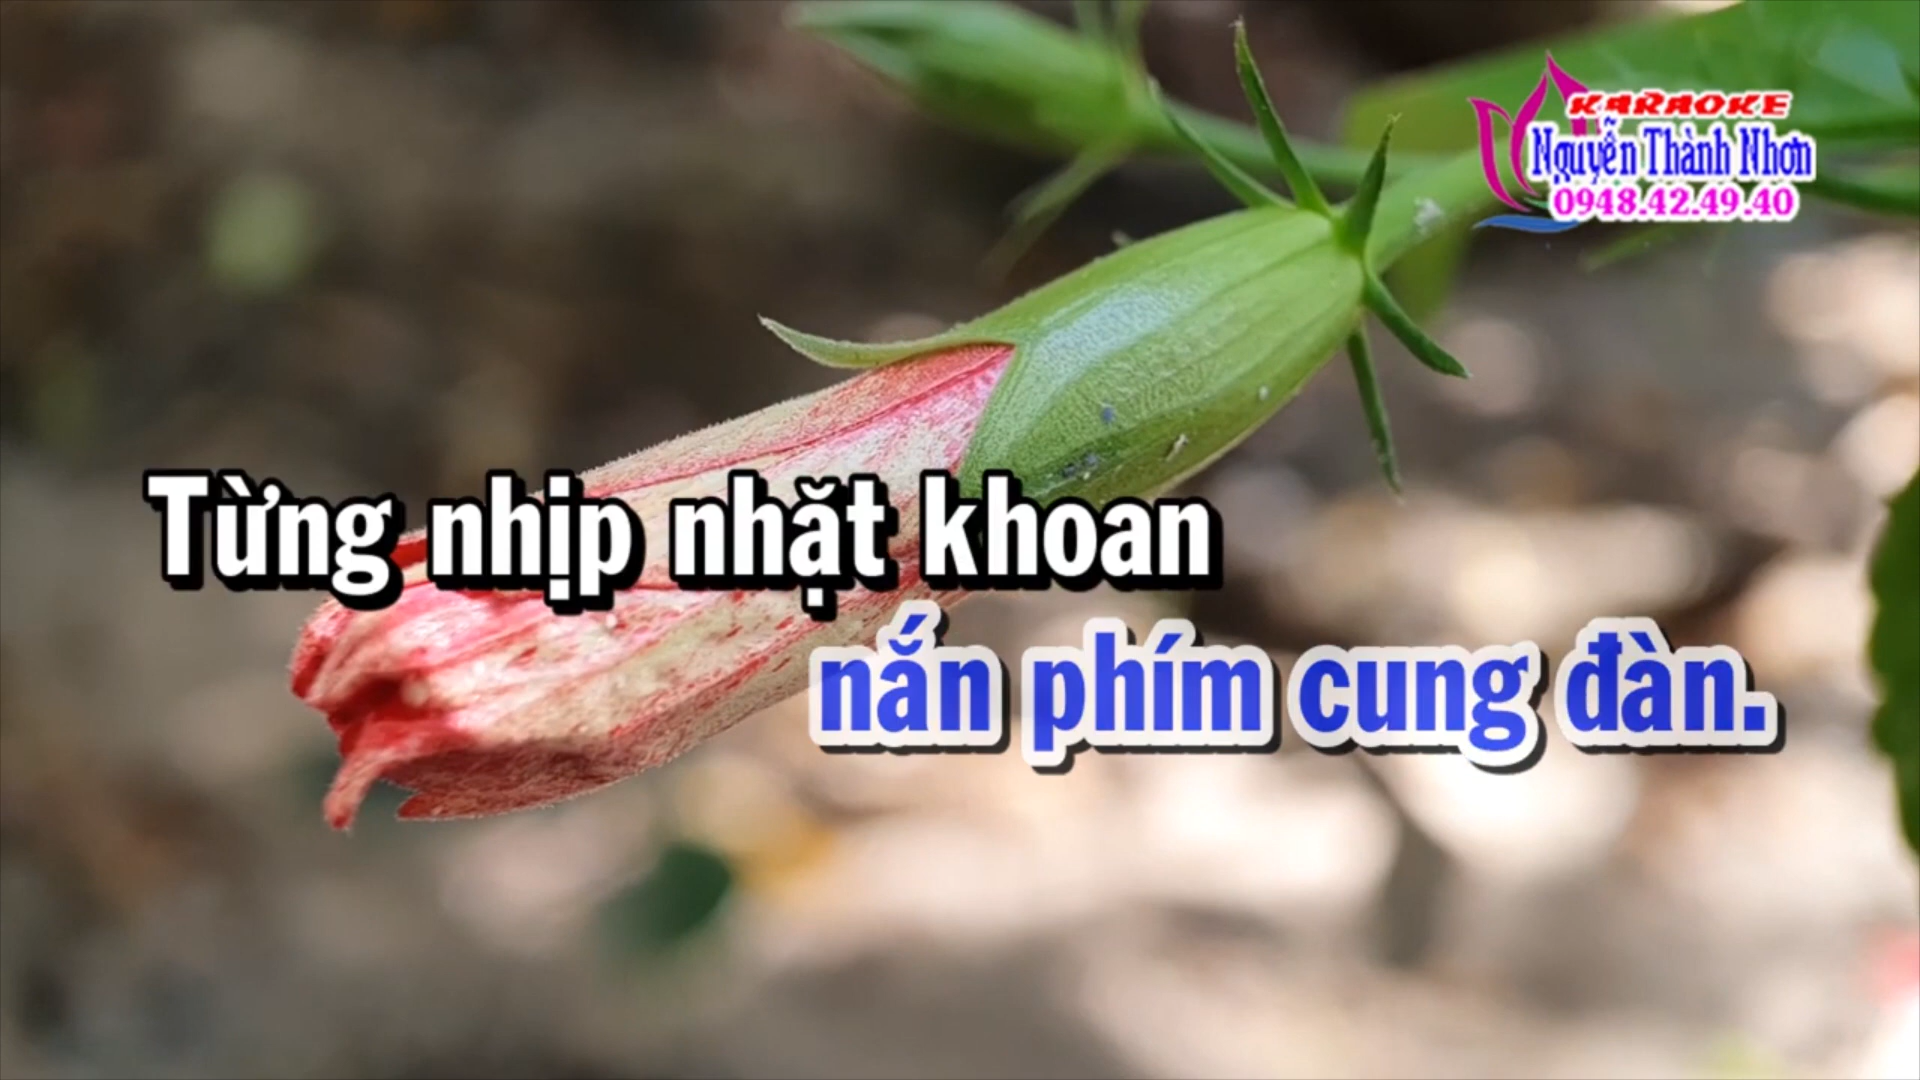 KARAOKE
Nguyễn Thành Nhơn
0948.42.49.40
Từng nhịp nhặt khoan
nắn phím cung đàn.